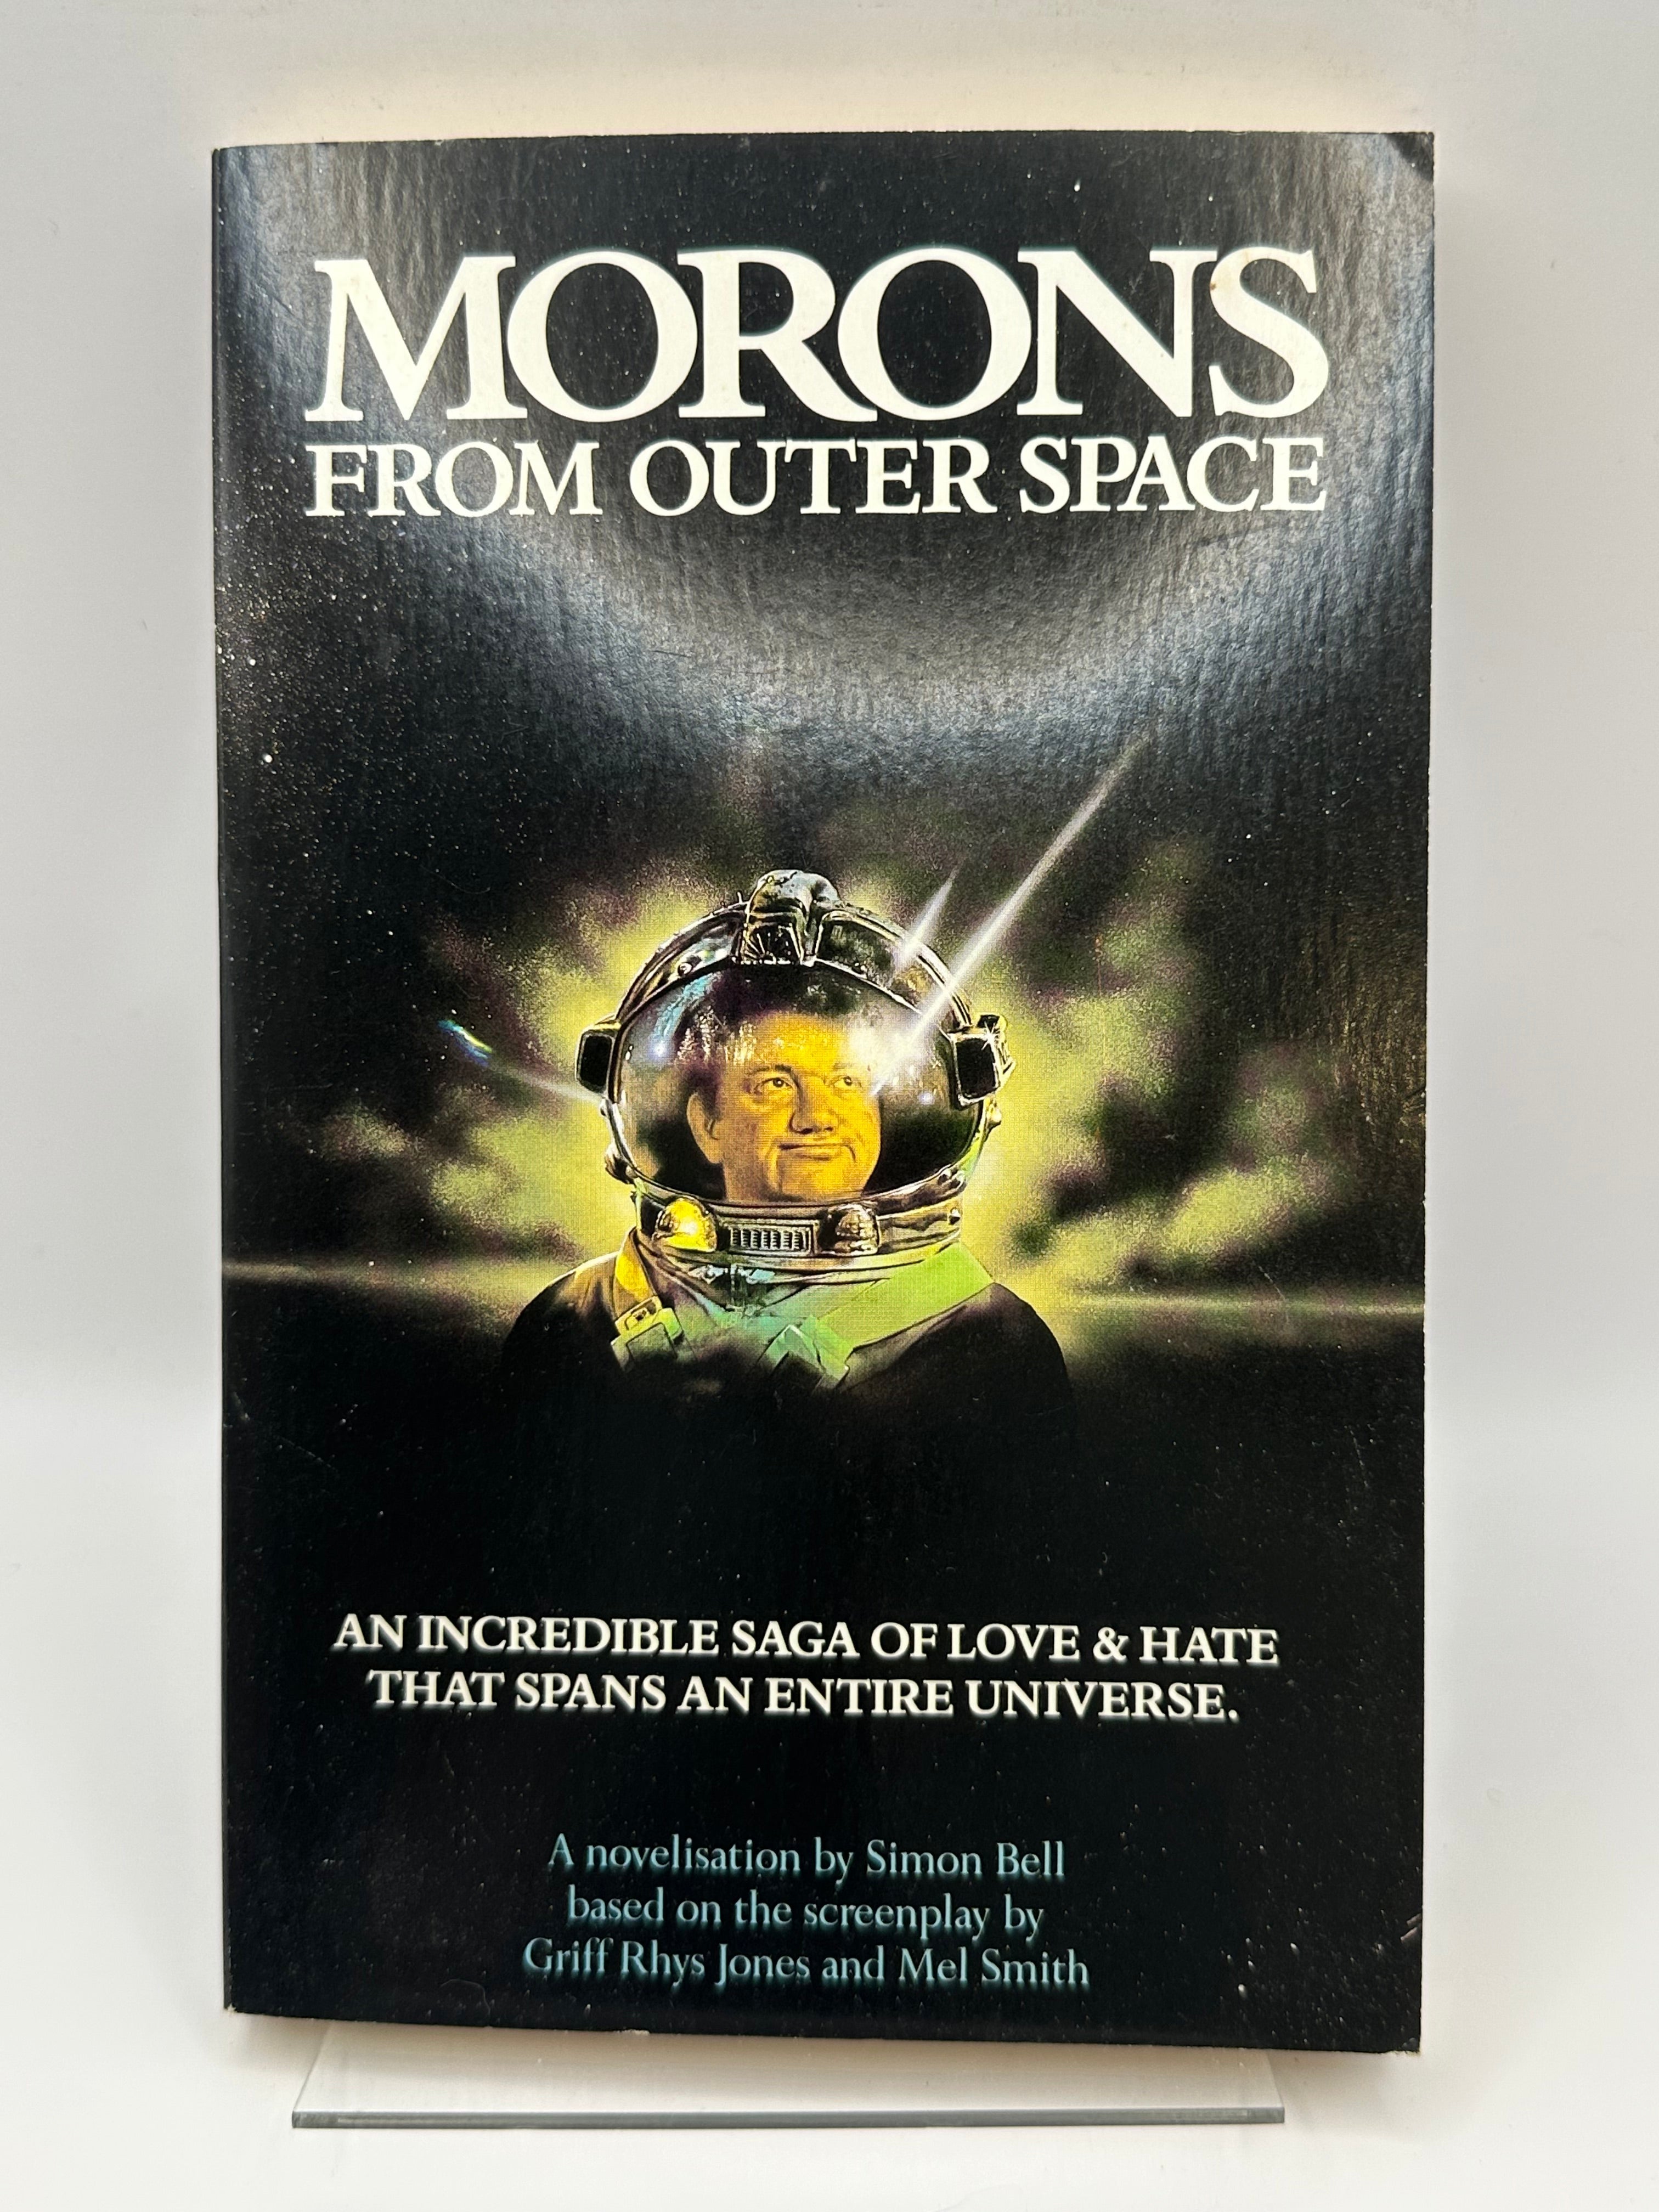 MORONS
FROM OUTER SPACE
AN INCREDIBLE SAGA OF LOVE & HATE
THAT SPANS AN ENTIRE UNIVERSE.
A novelisation by Simon Bell
based on the screenplay by
Griff Rhys Jones and Mel Smith